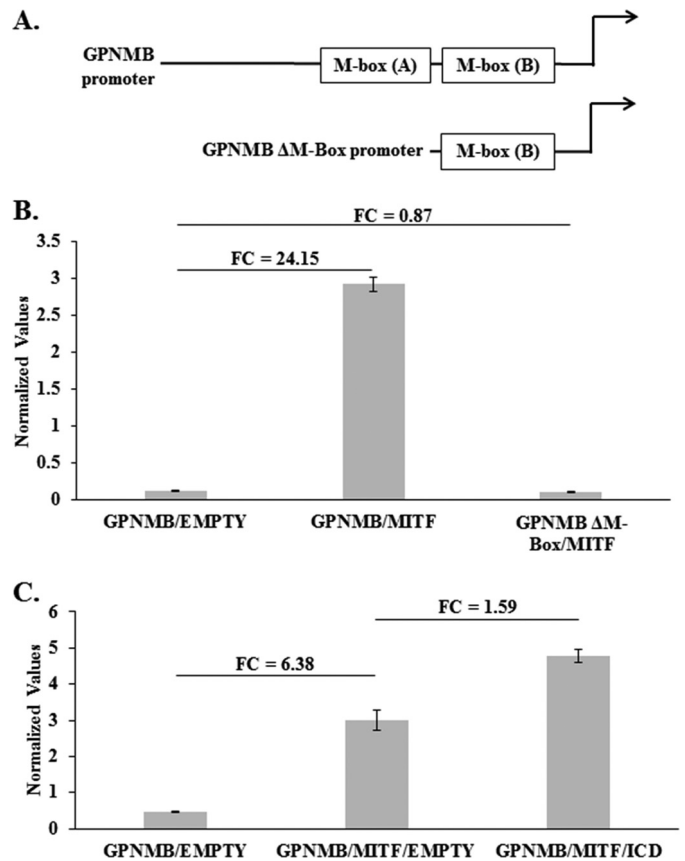 A.
GPNMB
promoter
M-box (A)
M-box (B)
GPNMB ΔM-Box promoter
M-box (B)
B.
FC = 0.87
FC = 24.15
Normalized Values
3.5
3
2.5
2
1.5
1
0.5
0
GPNMB/EMPTY
GPNMB/MITF
GPNMB ΔM-
Box/MITF
C.
FC = 1.59
FC = 6.38
Normalized Values
6
5
4
3
2
1
0
GPNMB/EMPTY
GPNMB/MITF/EMPTY
GPNMB/MITF/ICD